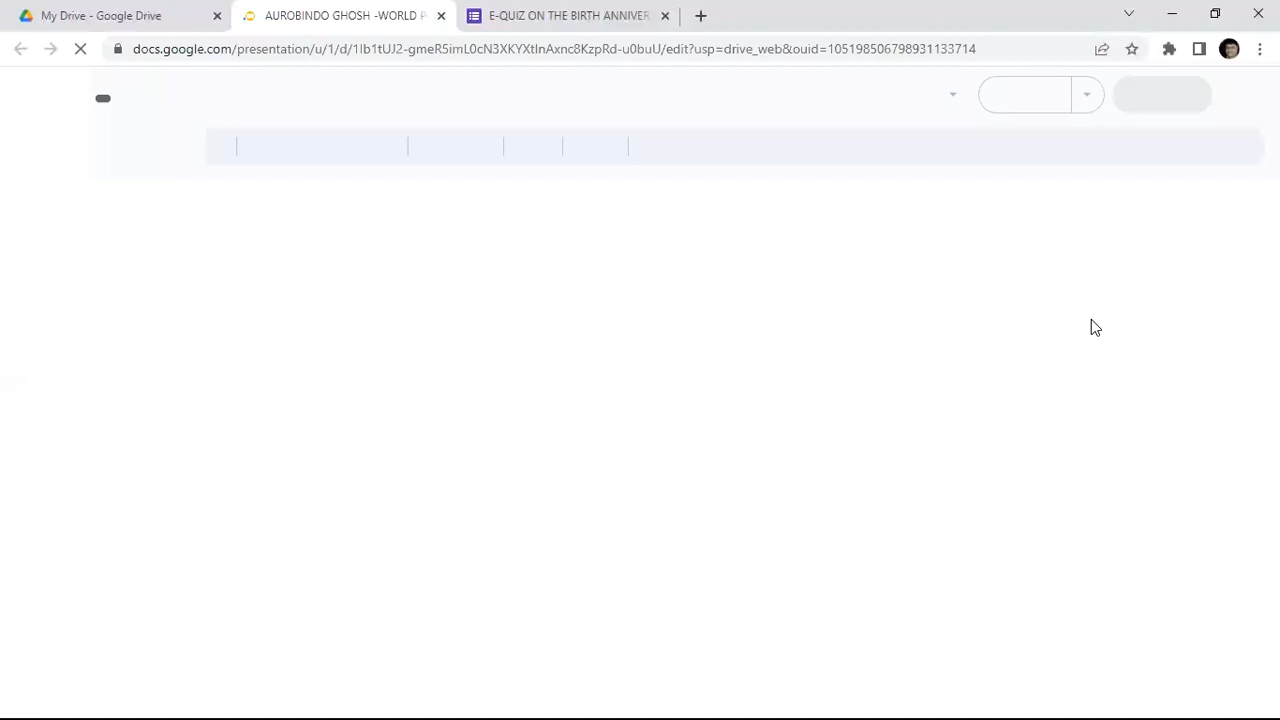 My Drive - Google Drive
AUROBINDO GHOSH -WORLD P
E-QUIZ ON THE BIRTH ANNIVER
docs.google.com/presentation/u/1/d/1lb1tUJ2-gmeR5imL0cN3XKYXtInAxnc8KzpRd-u0buU/edit?usp=drive_web&ouid=105198506798931133714